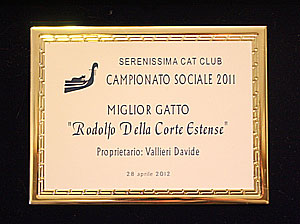 SERENISSIMA CAT CLUB
CAMPIONATO SOCIALE 2011
MIGLIOR GATTO
"Rodolfo Della Corte Estense"
Proprietario: Vallieri Davide
28 aprile 2012